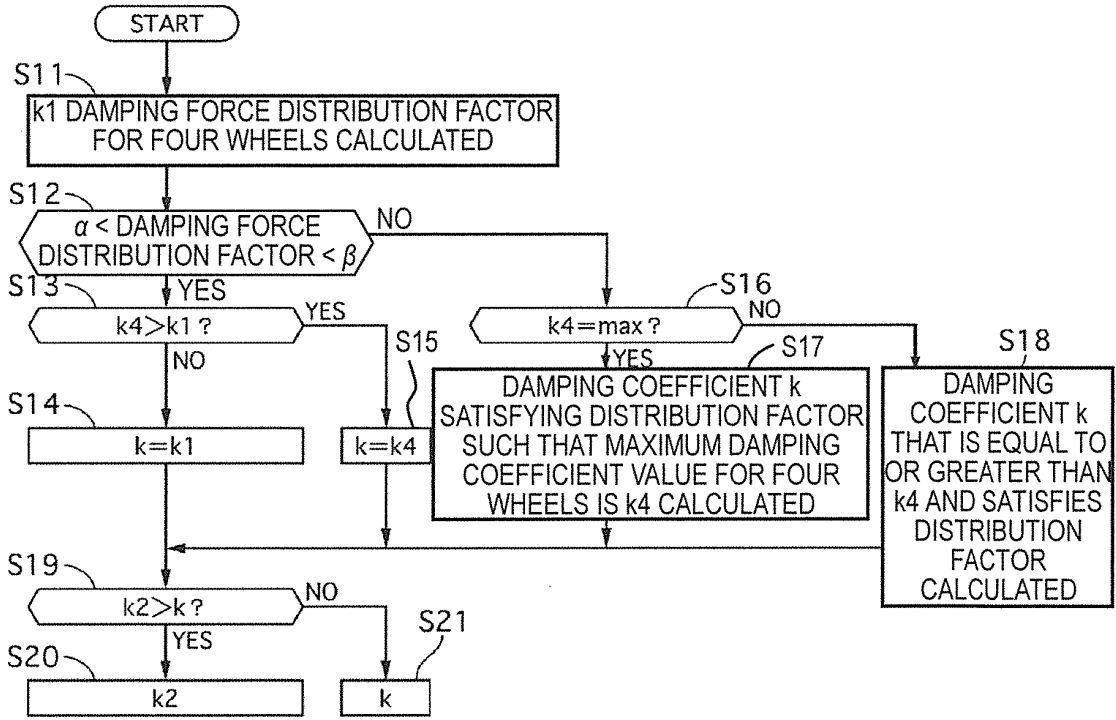 START
S11
k1 DAMPING FORCE DISTRIBUTION FACTOR
FOR FOUR WHEELS CALCULATED
S12
α < DAMPING FORCE
DISTRIBUTION FACTOR < β
NO
YES
S13
k4>k1?
YES
NO
S16
k4=max?
NO
YES
S14
k=k1
S15
k=k4
S17
DAMPING COEFFICIENT k
SATISFYING DISTRIBUTION FACTOR
SUCH THAT MAXIMUM DAMPING
COEFFICIENT VALUE FOR FOUR
WHEELS IS k4 CALCULATED
S18
DAMPING
COEFFICIENT k
THAT IS EQUAL TO
OR GREATER THAN
k4 AND SATISFIES
DISTRIBUTION
FACTOR
CALCULATED
S19
k2>k?
NO
YES
S20
k2
S21
k